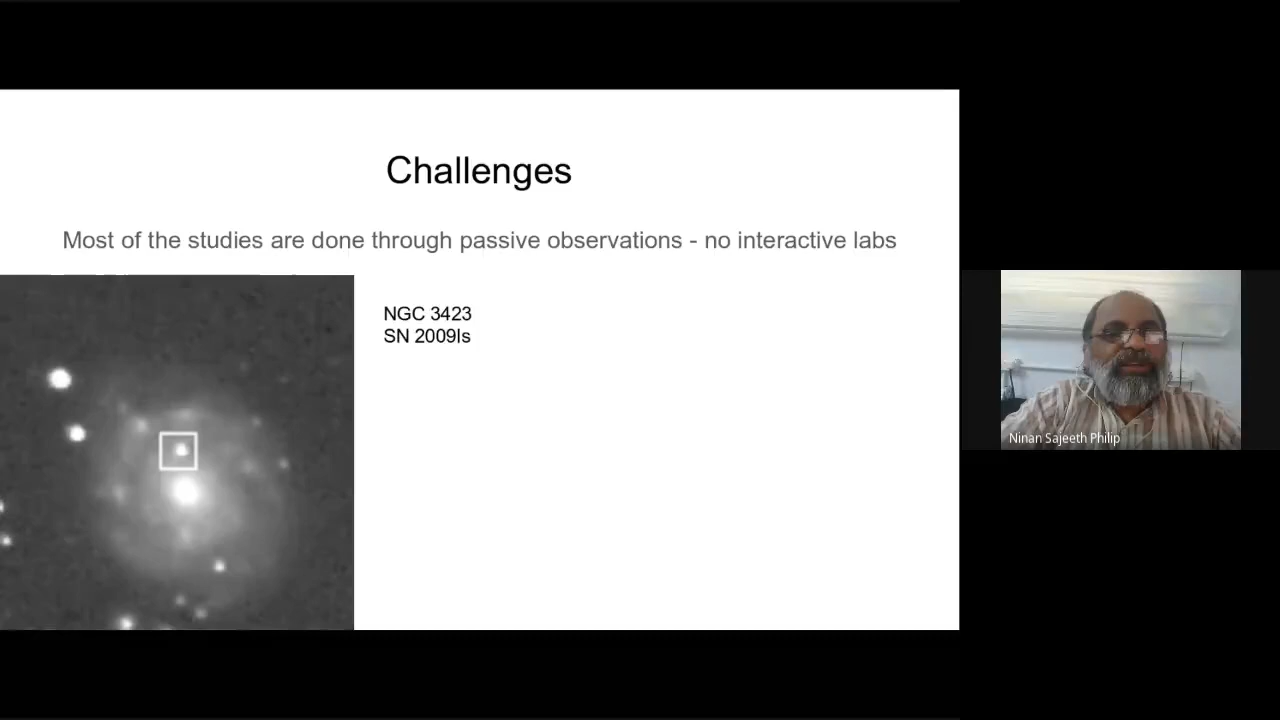 Challenges
Most of the studies are done through passive observations - no interactive labs
NGC 3423
SN 2009ls
Ninan Sajeeth Philip